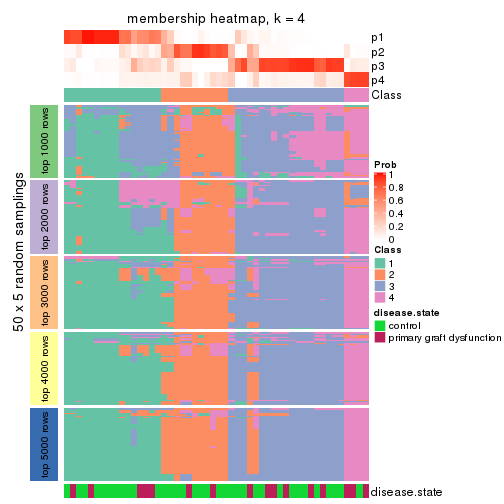 membership heatmap, k = 4
p1
p2
p3
p4
Class
50 x 5 random samplings
top 1000 rows
top 2000 rows
top 3000 rows
top 4000 rows
top 5000 rows
Prob
1
0.8
0.6
0.4
0.2
0
Class
1
2
3
4
disease.state
control
primary graft dysfunction
disease.state